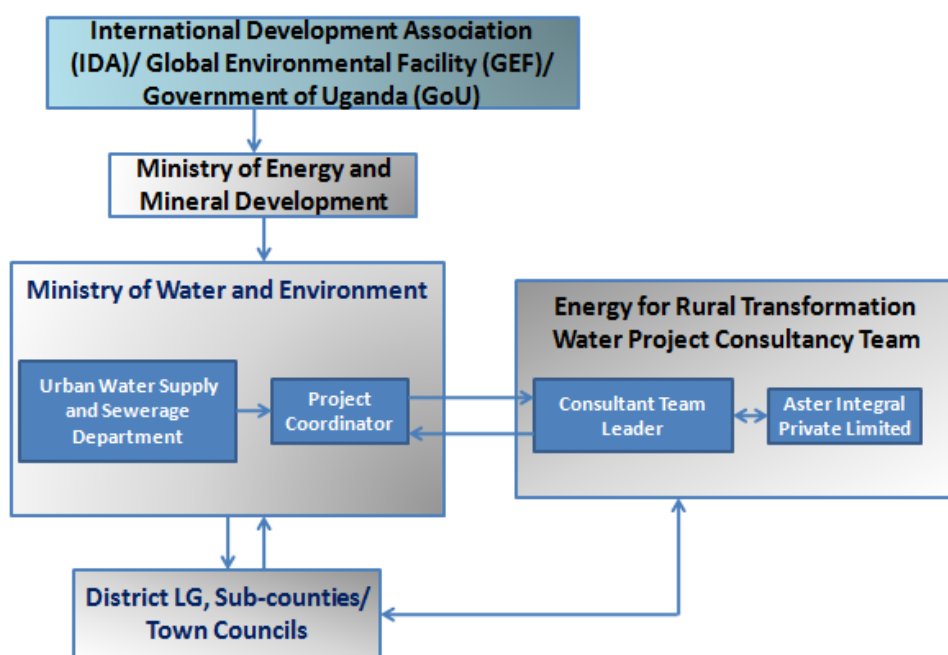 International Development Association
(IDA)/ Global Environmental Facility (GEF)/
Government of Uganda (GoU)
Ministry of Energy and
Mineral Development
Ministry of Water and Environment
Urban Water Supply
and Sewerage
Department
Project
Coordinator
Energy for Rural Transformation
Water Project Consultancy Team
Consultant Team
Leader
Aster Integral
Private Limited
District LG, Sub-counties/
Town Councils